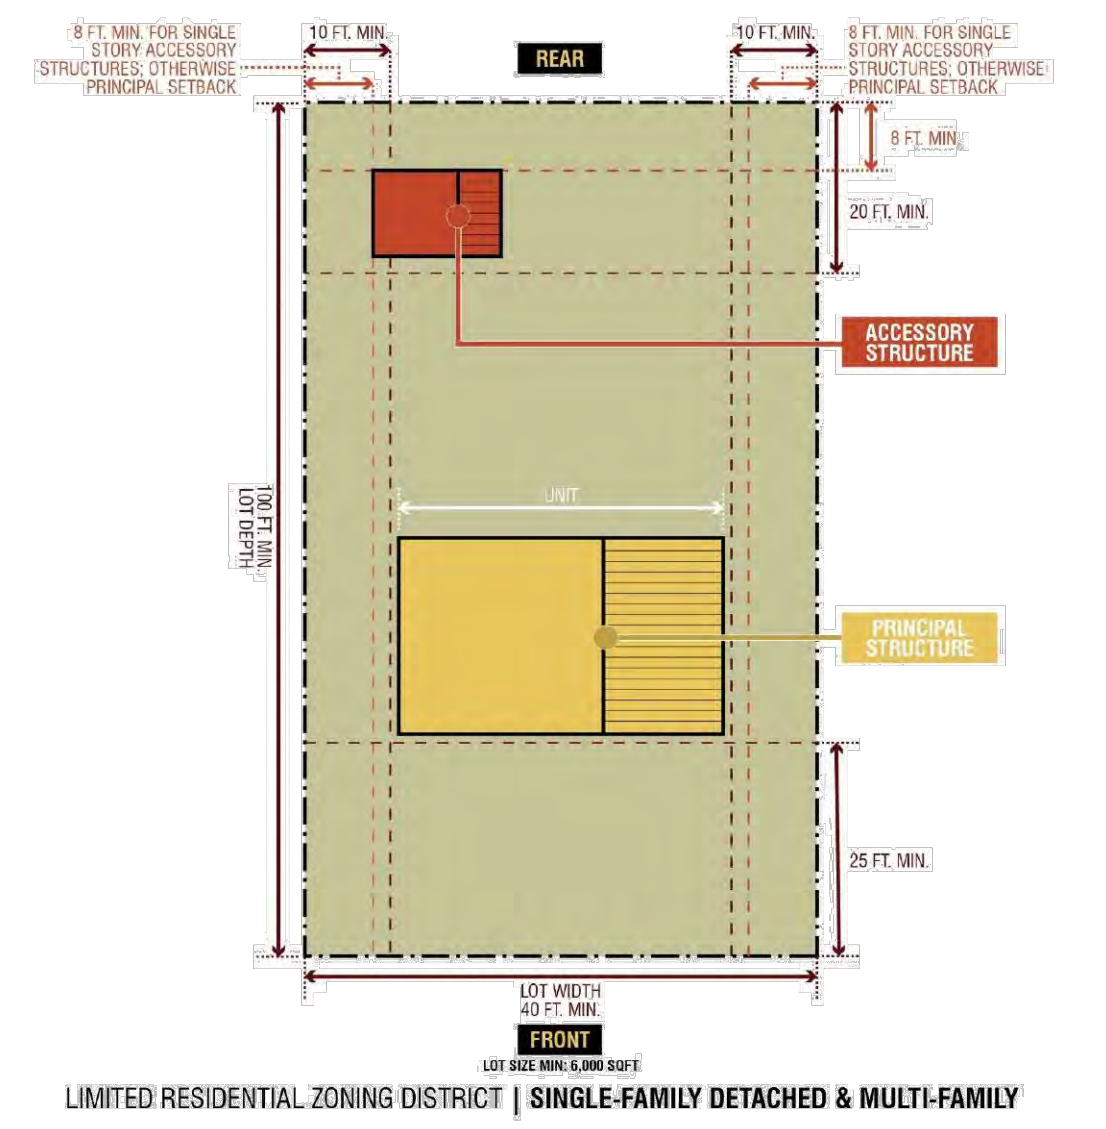 8 FT. MIN. FOR SINGLE
STORY ACCESSORY
STRUCTURES; OTHERWISE
PRINCIPAL SETBACK
10 FT. MIN.
REAR
10 FT. MIN.
8 FT. MIN. FOR SINGLE
STORY ACCESSORY
STRUCTURES; OTHERWISE
PRINCIPAL SETBACK
8 FT. MIN.
20 FT. MIN.
ACCESSORY
STRUCTURE
100 FT. MIN.
LOT DEPTH
UNIT
PRINCIPAL
STRUCTURE
25 FT. MIN.
LOT WIDTH
40 FT. MIN.
FRONT
LOT SIZE MIN: 6,000 SQFT
LIMITED RESIDENTIAL ZONING DISTRICT | SINGLE-FAMILY DETACHED & MULTI-FAMILY